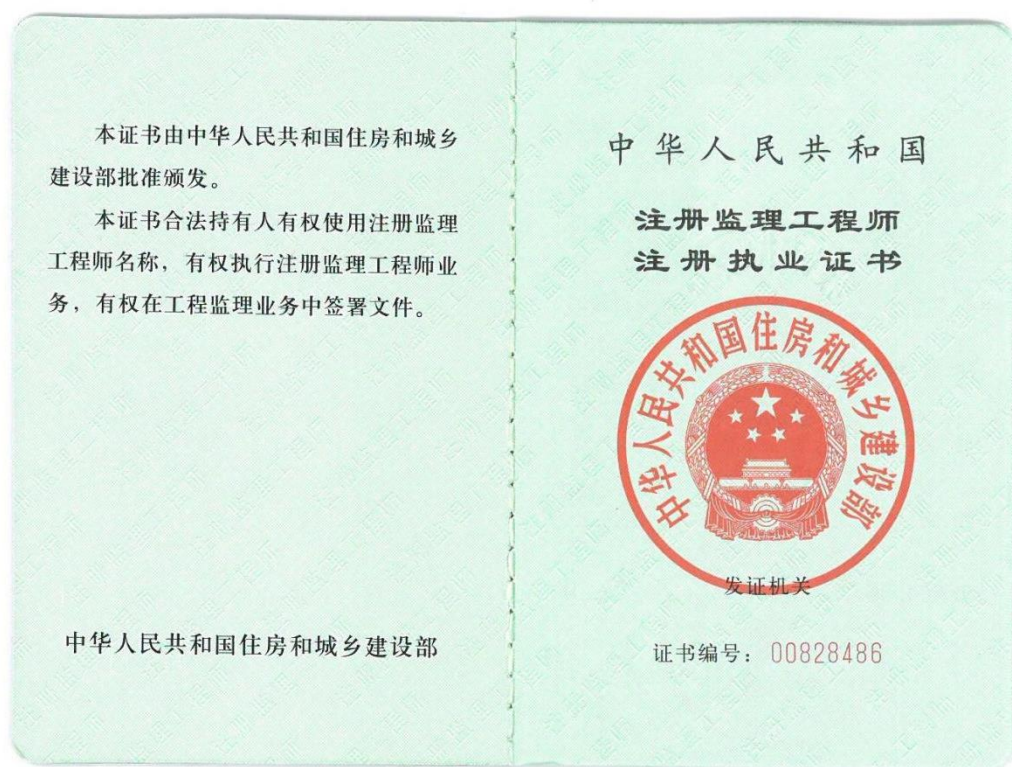 本证书由中华人民共和国住房和城乡
建设部批准颁发。
本证书合法持有人有权使用注册监理
工程师名称，有权执行注册监理工程师业
务，有权在工程监理业务中签署文件。
中华人民共和国住房和城乡建设部
中华人民共和国
注册监理工程师
注册执业证书
中华人民共和国住房和城乡建设部
发证机关
证书编号：00828486